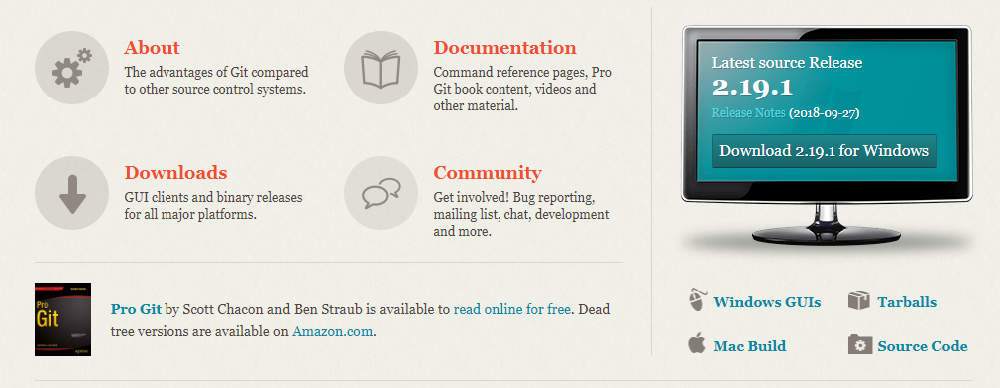 About
The advantages of Git compared
to other source control systems.
Documentation
Command reference pages, Pro
Git book content, videos and
other material.
Downloads
GUI clients and binary releases
for all major platforms.
Community
Get involved! Bug reporting,
mailing list, chat, development
and more.
Pro
Git
Pro Git by Scott Chacon and Ben Straub is available to read online for free. Dead
tree versions are available on Amazon.com.
Latest source Release
2.19.1
Release Notes (2018-09-27)
Download 2.19.1 for Windows
Windows GUIs
Tarballs
Mac Build
Source Code